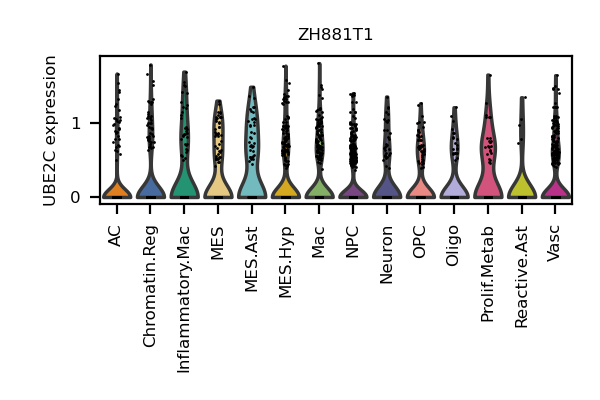 ZH881T1
UBE2C expression
1
0
AC
Chromatin.Reg
Inflammatory.Mac
MES
MES.Ast
MES.Hyp
Mac
NPC
Neuron
OPC
Oligo
Prolif.Metab
Reactive.Ast
Vasc